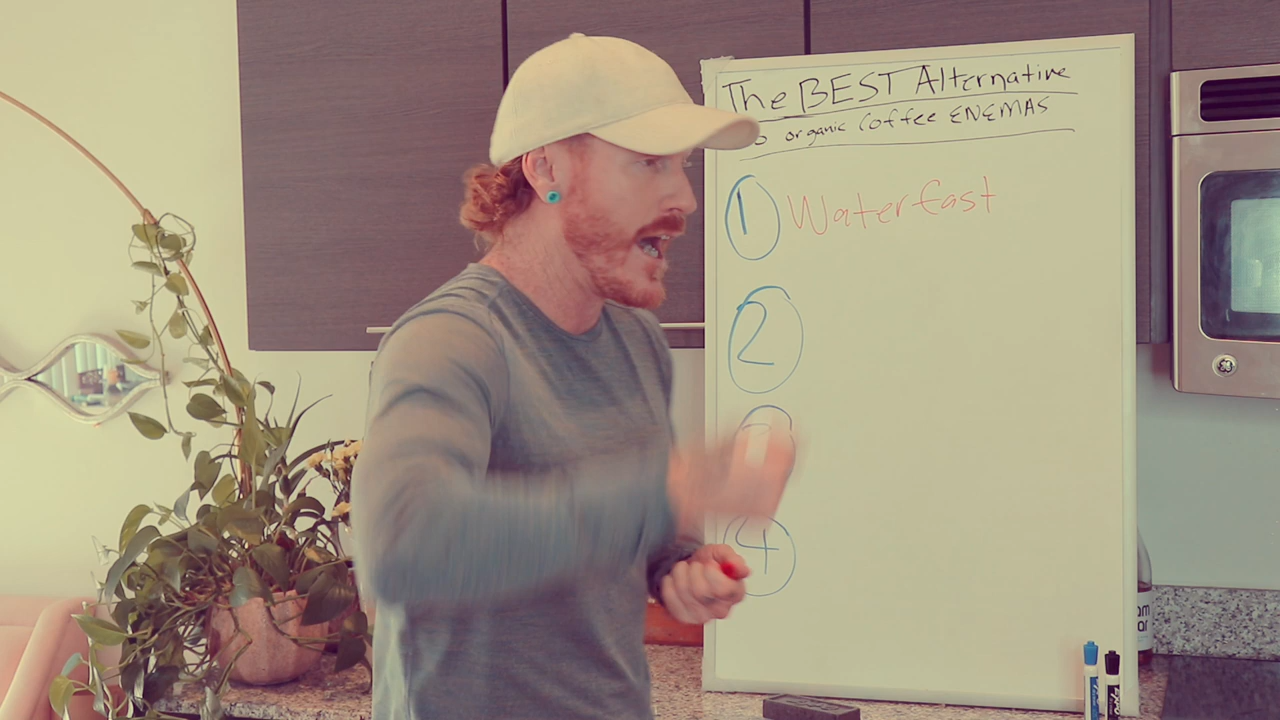 The BEST Alternative
organic Coffee ENEMAS
1 Waterfast
2
4